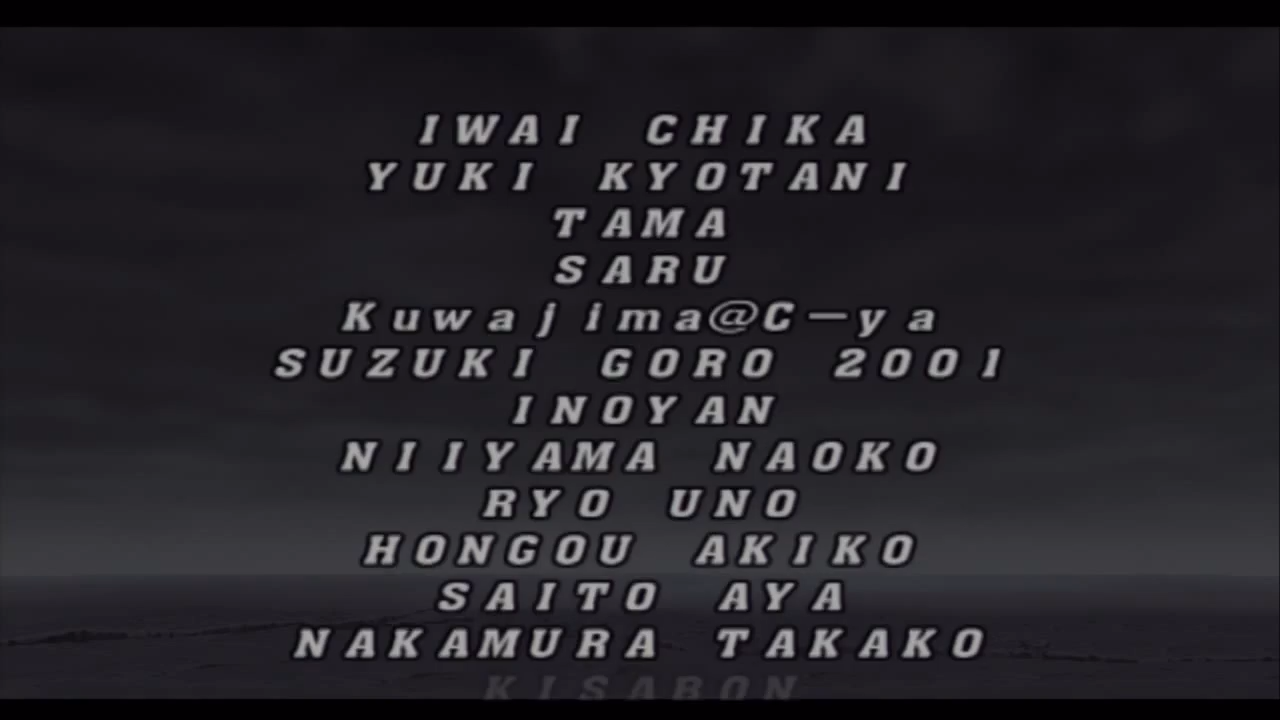 IWAI CHIKA
YUKI KYOTANI
TAMA
SARU
Kuwajima@C−ya
SUZUKI GORO 2001
INOYAN
NIIYAMA NAOKO
RYO UNO
HONGOU AKIKO
SAITO AYA
NAKAMURA TAKAKO
KISABON